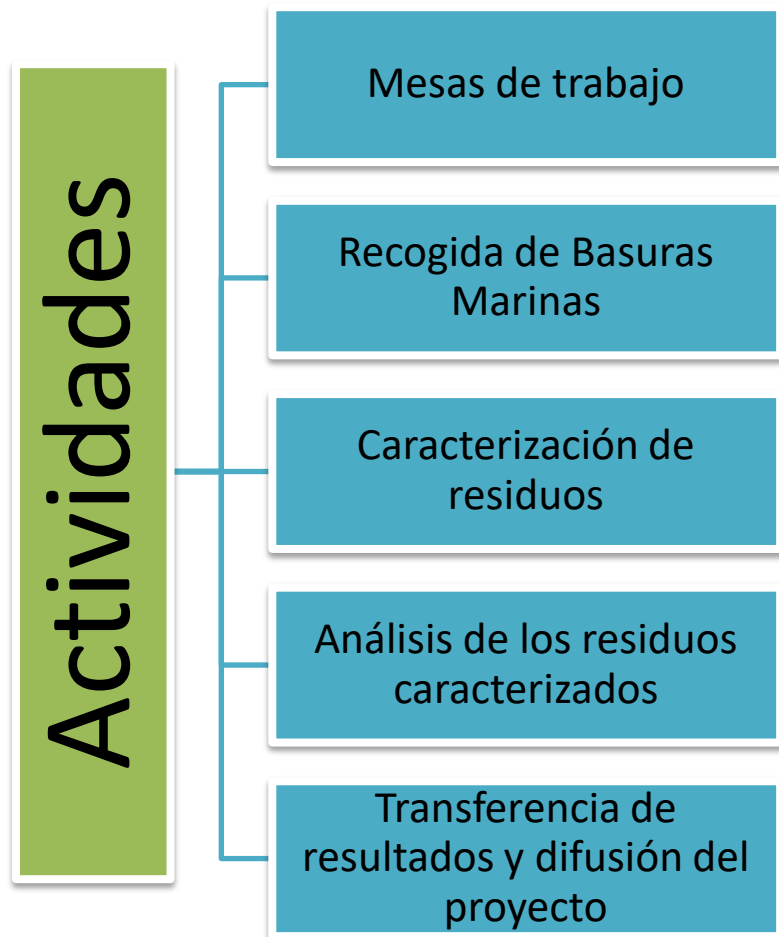 Actividades
Mesas de trabajo
Recogida de Basuras
Marinas
Caracterización de
residuos
Análisis de los residuos
caracterizados
Transferencia de
resultados y difusión del
proyecto